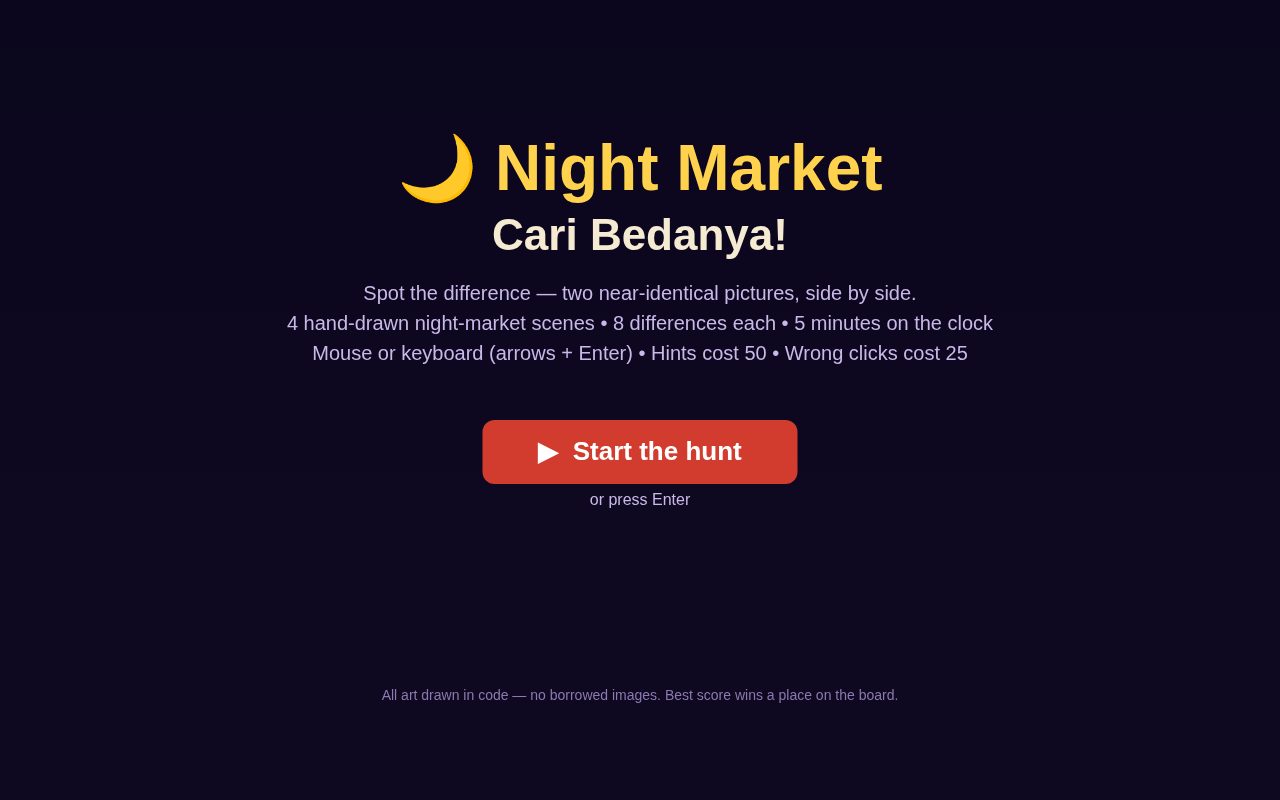 🌙 Night Market
Cari Bedanya!
Spot the difference — two near-identical pictures, side by side.
4 hand-drawn night-market scenes • 8 differences each • 5 minutes on the clock
Mouse or keyboard (arrows + Enter) • Hints cost 50 • Wrong clicks cost 25
▶ Start the hunt
or press Enter
All art drawn in code — no borrowed images. Best score wins a place on the board.